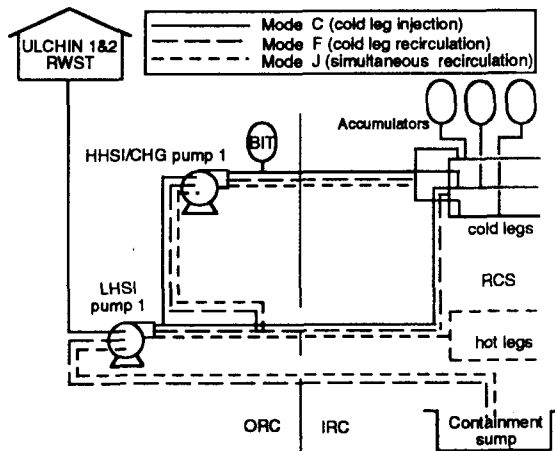 ULCHIN 1&2
RWST
Mode C (cold leg injection)
Mode F (cold leg recirculation)
Mode J (simultaneous recirculation)
Accumulators
BIT
HHSI/CHG pump 1
cold legs
LHSI
pump 1
RCS
hot legs
ORC
IRC
Containment
sump